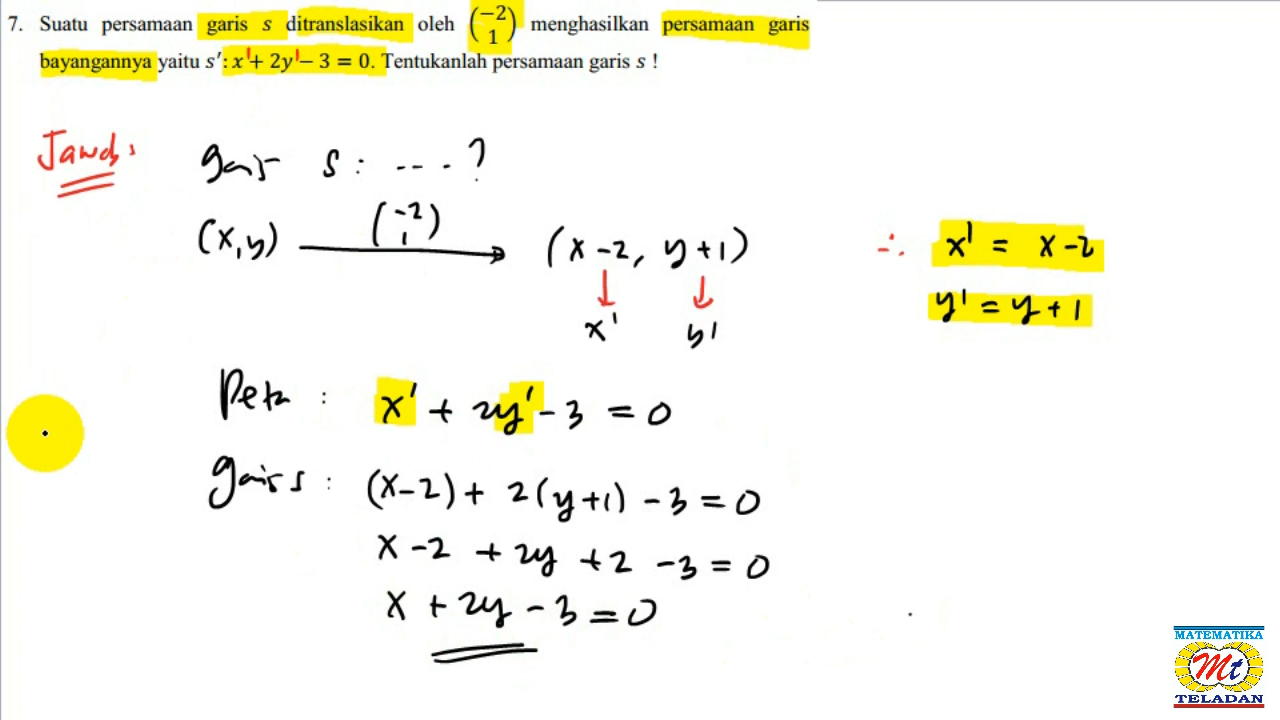 7. Suatu persamaan garis s ditranslasikan oleh (−2 1) menghasilkan persamaan garis
bayangannya yaitu s′: x' + 2y' − 3 = 0. Tentukanlah persamaan garis s !
Jawab :
garis s : ---- ?
(x,y) (-2 1) (x-2, y+1)
x' y'
∴ x' = x-2
y' = y+1
Peta : x' + 2y' - 3 = 0
garis s : (x-2) + 2(y+1) - 3 = 0
x - 2 + 2y + 2 - 3 = 0
x + 2y - 3 = 0
MATEMATIKA
Mt
TELADAN